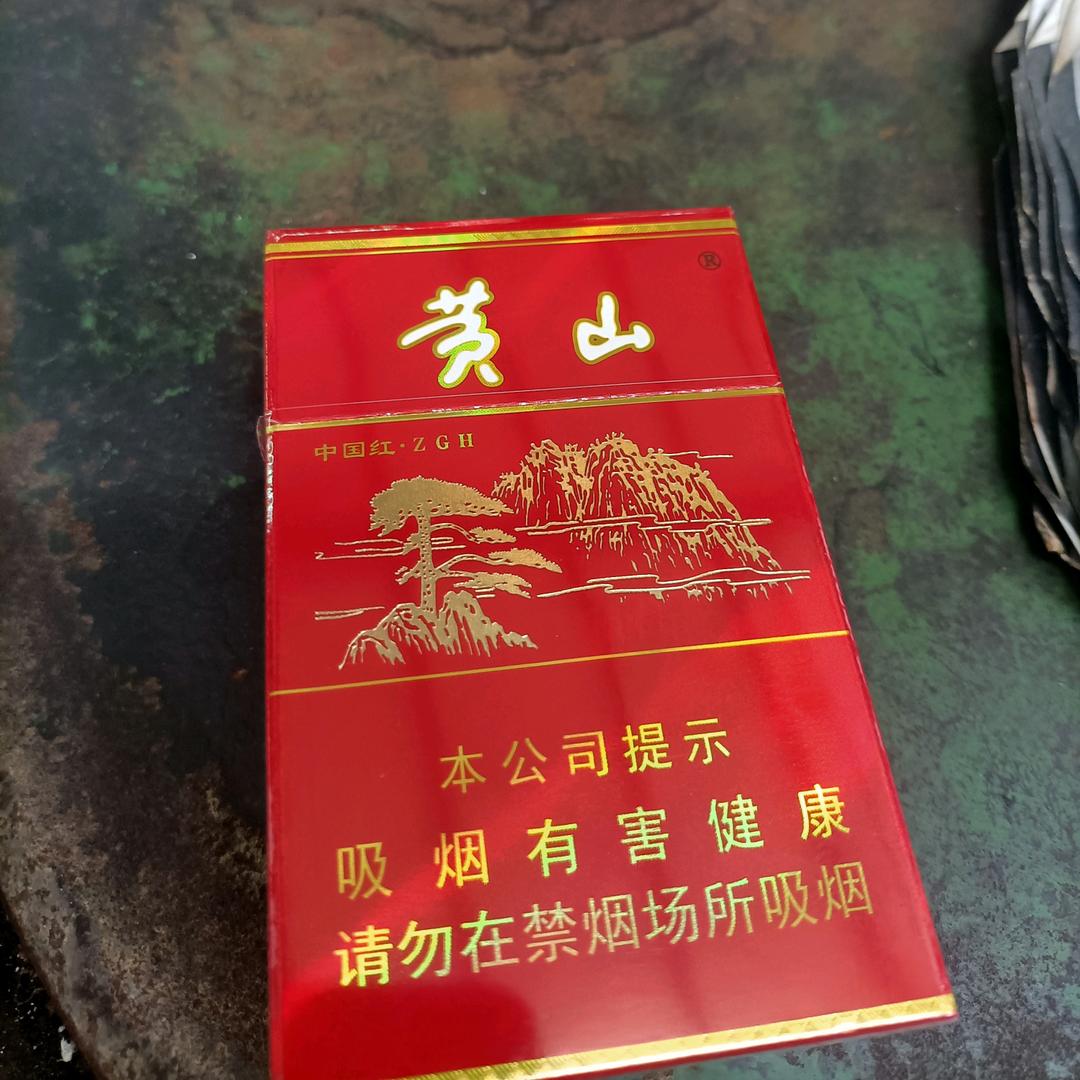 黄山®
中国红·ZGH
本公司提示
吸烟有害健康
请勿在禁烟场所吸烟